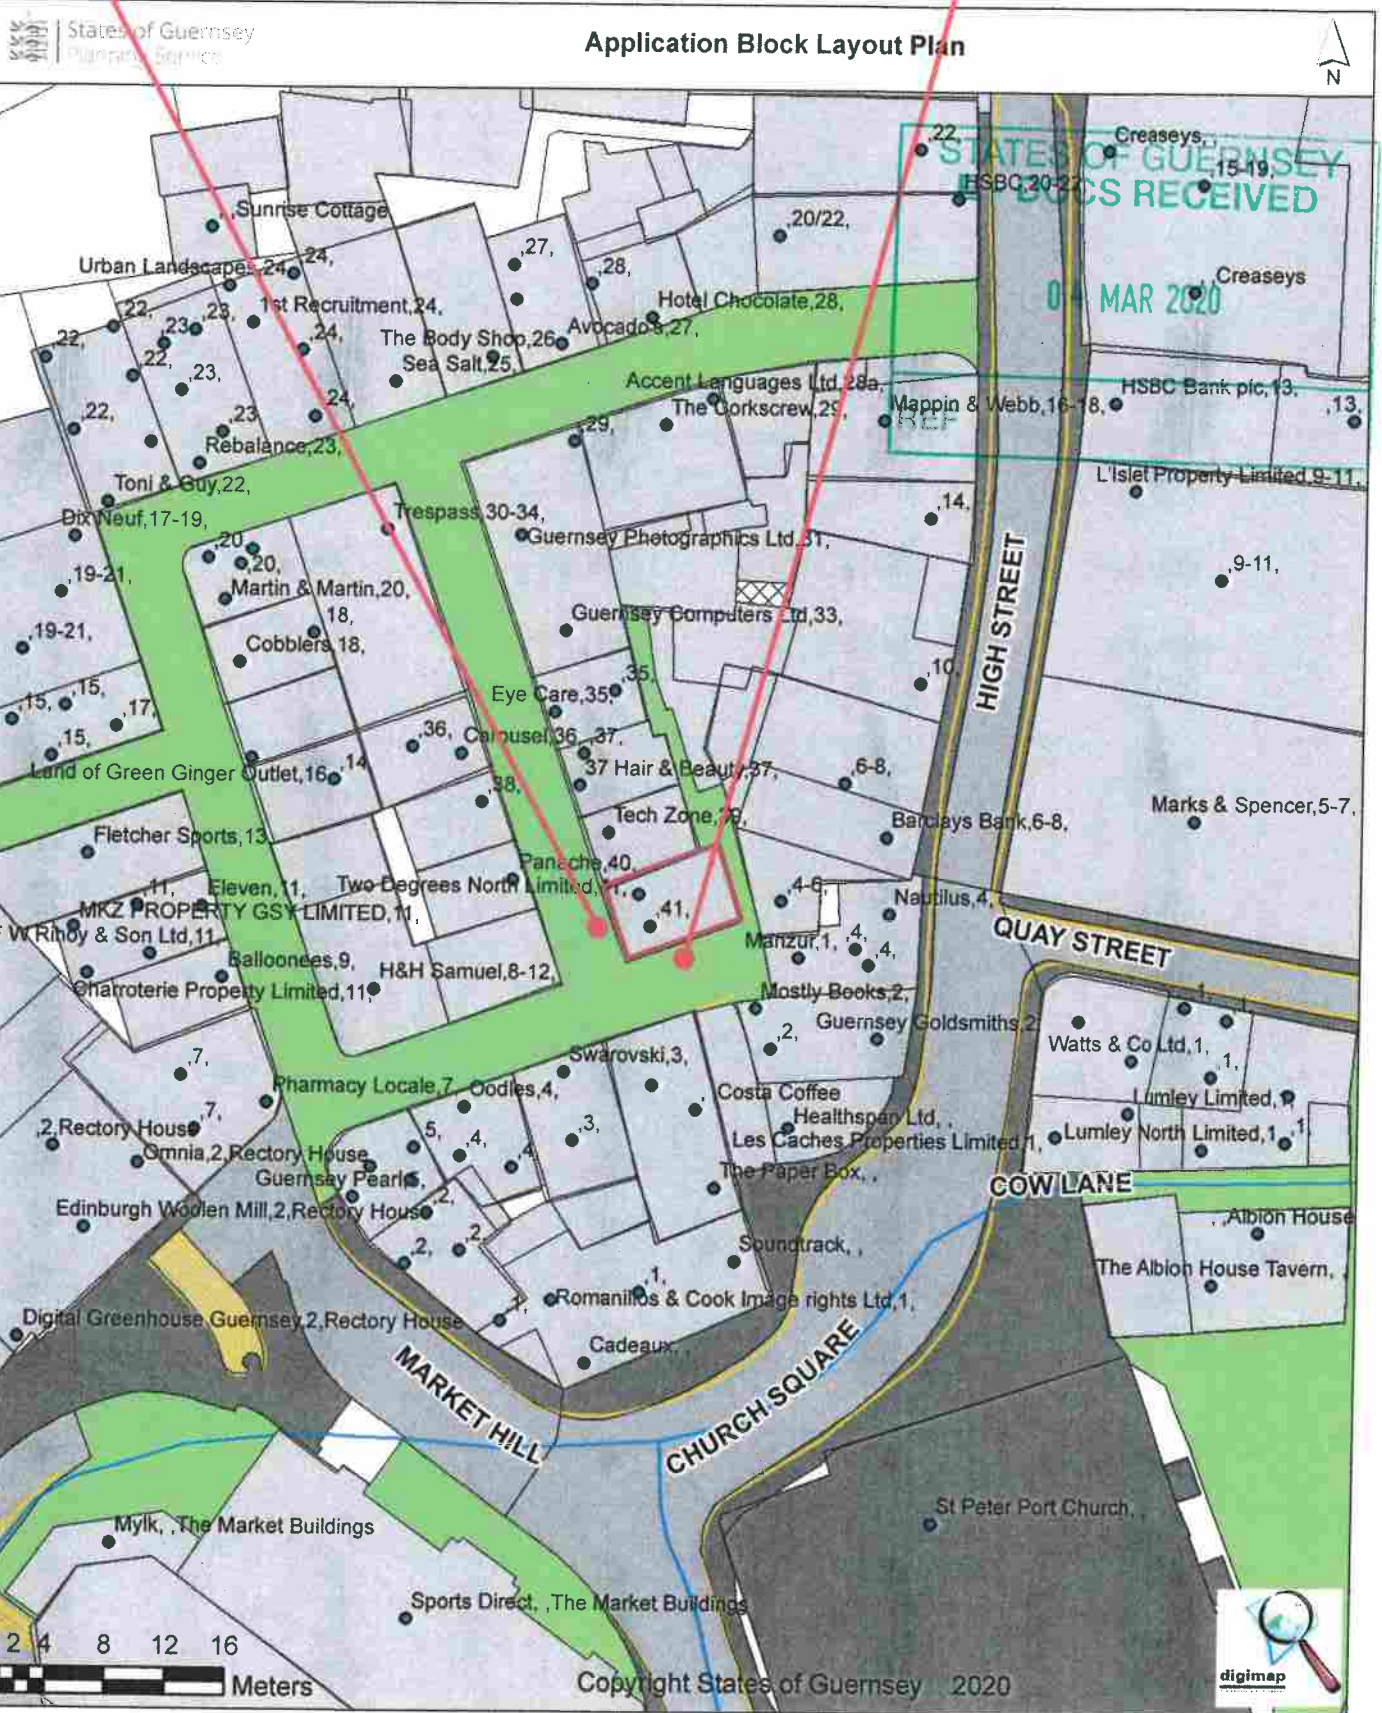 States of Guernsey
Planning Service
Application Block Layout Plan
N
,22,
Creaseys, ,
STATES OF GUERNSEY
,15-19,
HSBC,20-22
DOCS RECEIVED
, ,Sunrise Cottage
,20/22,
,27,
24,
Urban Landscapes,24,
,28,
Creaseys
MAR 2020
1st Recruitment,24,
Hotel Chocolate,28,
,22,
,23,
,23,
,24,
The Body Shop,26,
Avocado's,27,
,22,
Sea Salt,25,
,22,
,23,
Accent Languages Ltd,28a,
HSBC Bank plc,13,
,24,
The Corkscrew,29,
Mappin & Webb,16-18,
,13,
,22,
,23
,29,
REF
Rebalance,23,
Toni & Guy,22,
L'Islet Property Limited,9-11,
Dix Neuf,17-19,
Trespass,30-34,
,14,
,20
Guernsey Photographics Ltd,31,
,20,
,9-11,
,19-21,
Martin & Martin,20,
HIGH STREET
18,
Guernsey Computers Ltd,33,
,19-21,
Cobblers,18,
,10,
,35,
Eye Care,35,
,15,
,15,
,17,
,36,
Carousel,36,
,37,
,15,
Land of Green Ginger Outlet,16,
,14
37 Hair & Beauty,37,
,6-8,
,38,
Marks & Spencer,5-7,
Tech Zone,39,
Barclays Bank,6-8,
Fletcher Sports,13,
Panache,40,
,11,
Eleven,11,
Two Degrees North Limited,41,
,4-6,
Nautilus,4,
MKZ PROPERTY GSY LIMITED,11,
,41,
QUAY STREET
F W Rihoy & Son Ltd,11,
Manzur,1,
,4,
,4,
Balloonees,9,
H&H Samuel,8-12,
Charroterie Property Limited,11,
Mostly Books,2,
,1,
Guernsey Goldsmiths,2
,2,
Watts & Co Ltd,1,
,7,
Swarovski,3,
,1,
Pharmacy Locale,7,
Oodles,4,
Costa Coffee
Lumley Limited,1,
,7,
Healthspan Ltd, ,
,2,Rectory House
,5,
,4,
,3,
Les Caches Properties Limited,1,
Lumley North Limited,1,
,1,
Omnia,2,Rectory House
,4,
Guernsey Pearl,5,
The Paper Box, ,
COW LANE
,2,
Edinburgh Woolen Mill,2,Rectory House
, ,Albion House
,2,
,2,
Soundtrack, ,
The Albion House Tavern, ,
,1,
,1,
Romanillos & Cook Image rights Ltd,1,
Digital Greenhouse Guernsey,2,Rectory House
Cadeaux, ,
MARKET HILL
CHURCH SQUARE
St Peter Port Church, ,
Mylk, ,The Market Buildings
Sports Direct, ,The Market Buildings
2 4 8 12 16
Meters
Copyright States of Guernsey 2020
digimap